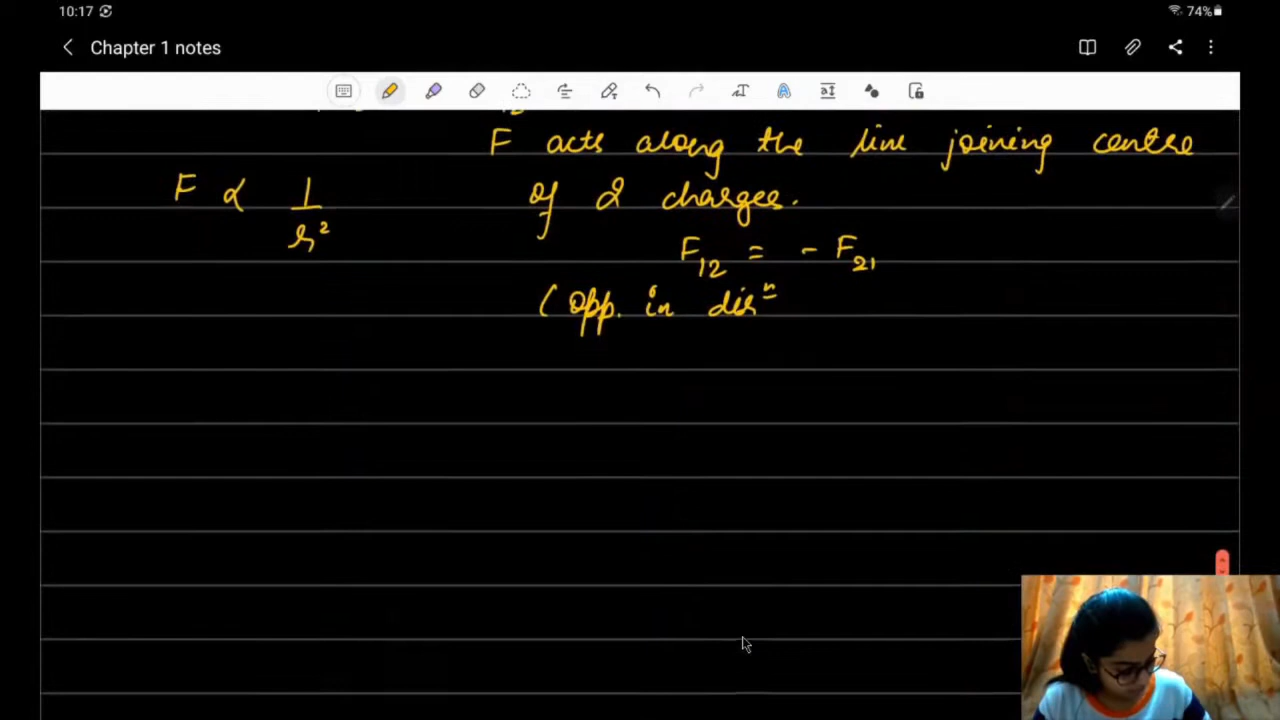 10:17
74%
Chapter 1 notes
F acts along the line joining centre
F ∝ 1/r²
of 2 charges.
F₁₂ = - F₂₁
(opp. in dirⁿ